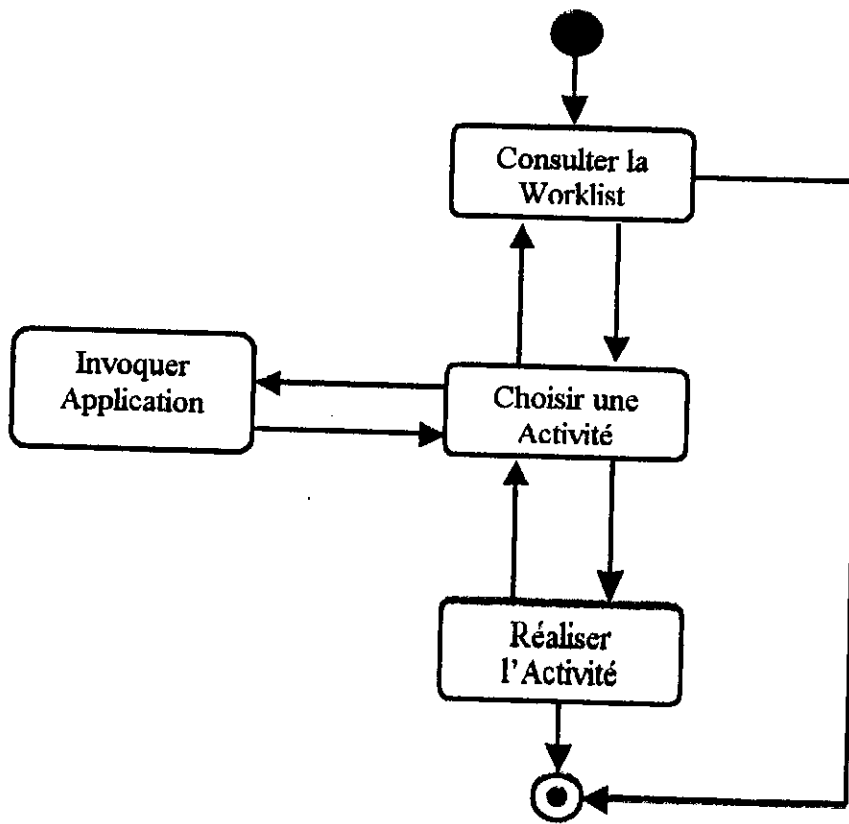 Consulter la
Worklist
Invoquer
Application
Choisir une
Activité
Réaliser
l'Activité